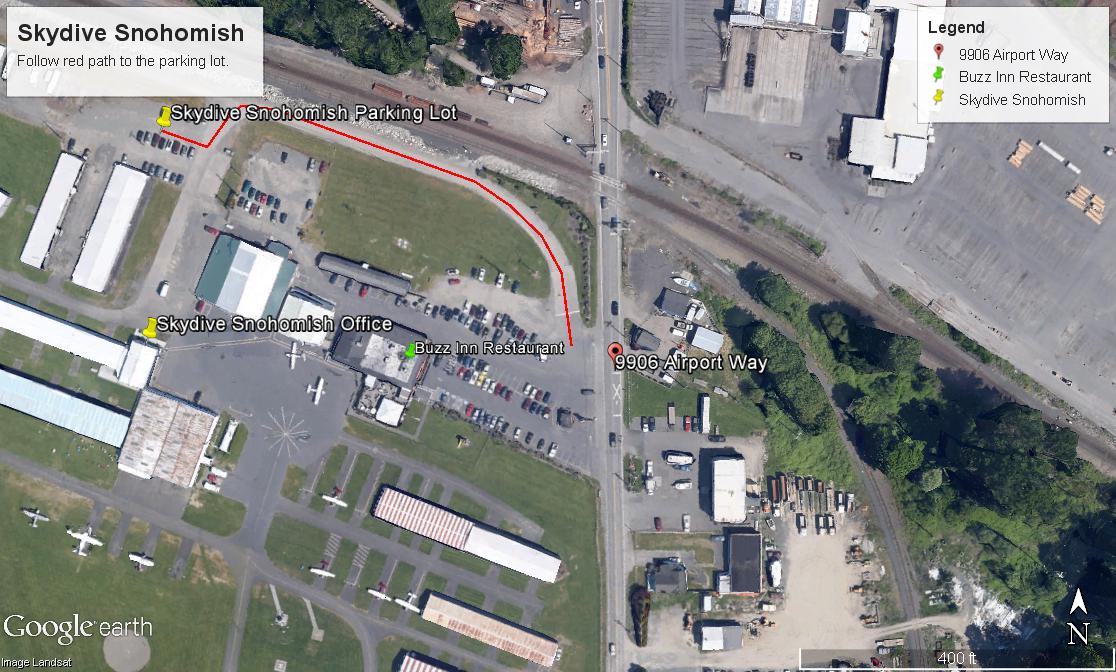 Skydive Snohomish
Follow red path to the parking lot.
Legend
9906 Airport Way
Buzz Inn Restaurant
Skydive Snohomish
Skydive Snohomish Parking Lot
Skydive Snohomish Office
Buzz Inn Restaurant
9906 Airport Way
Google earth
Image Landsat
N
400 ft